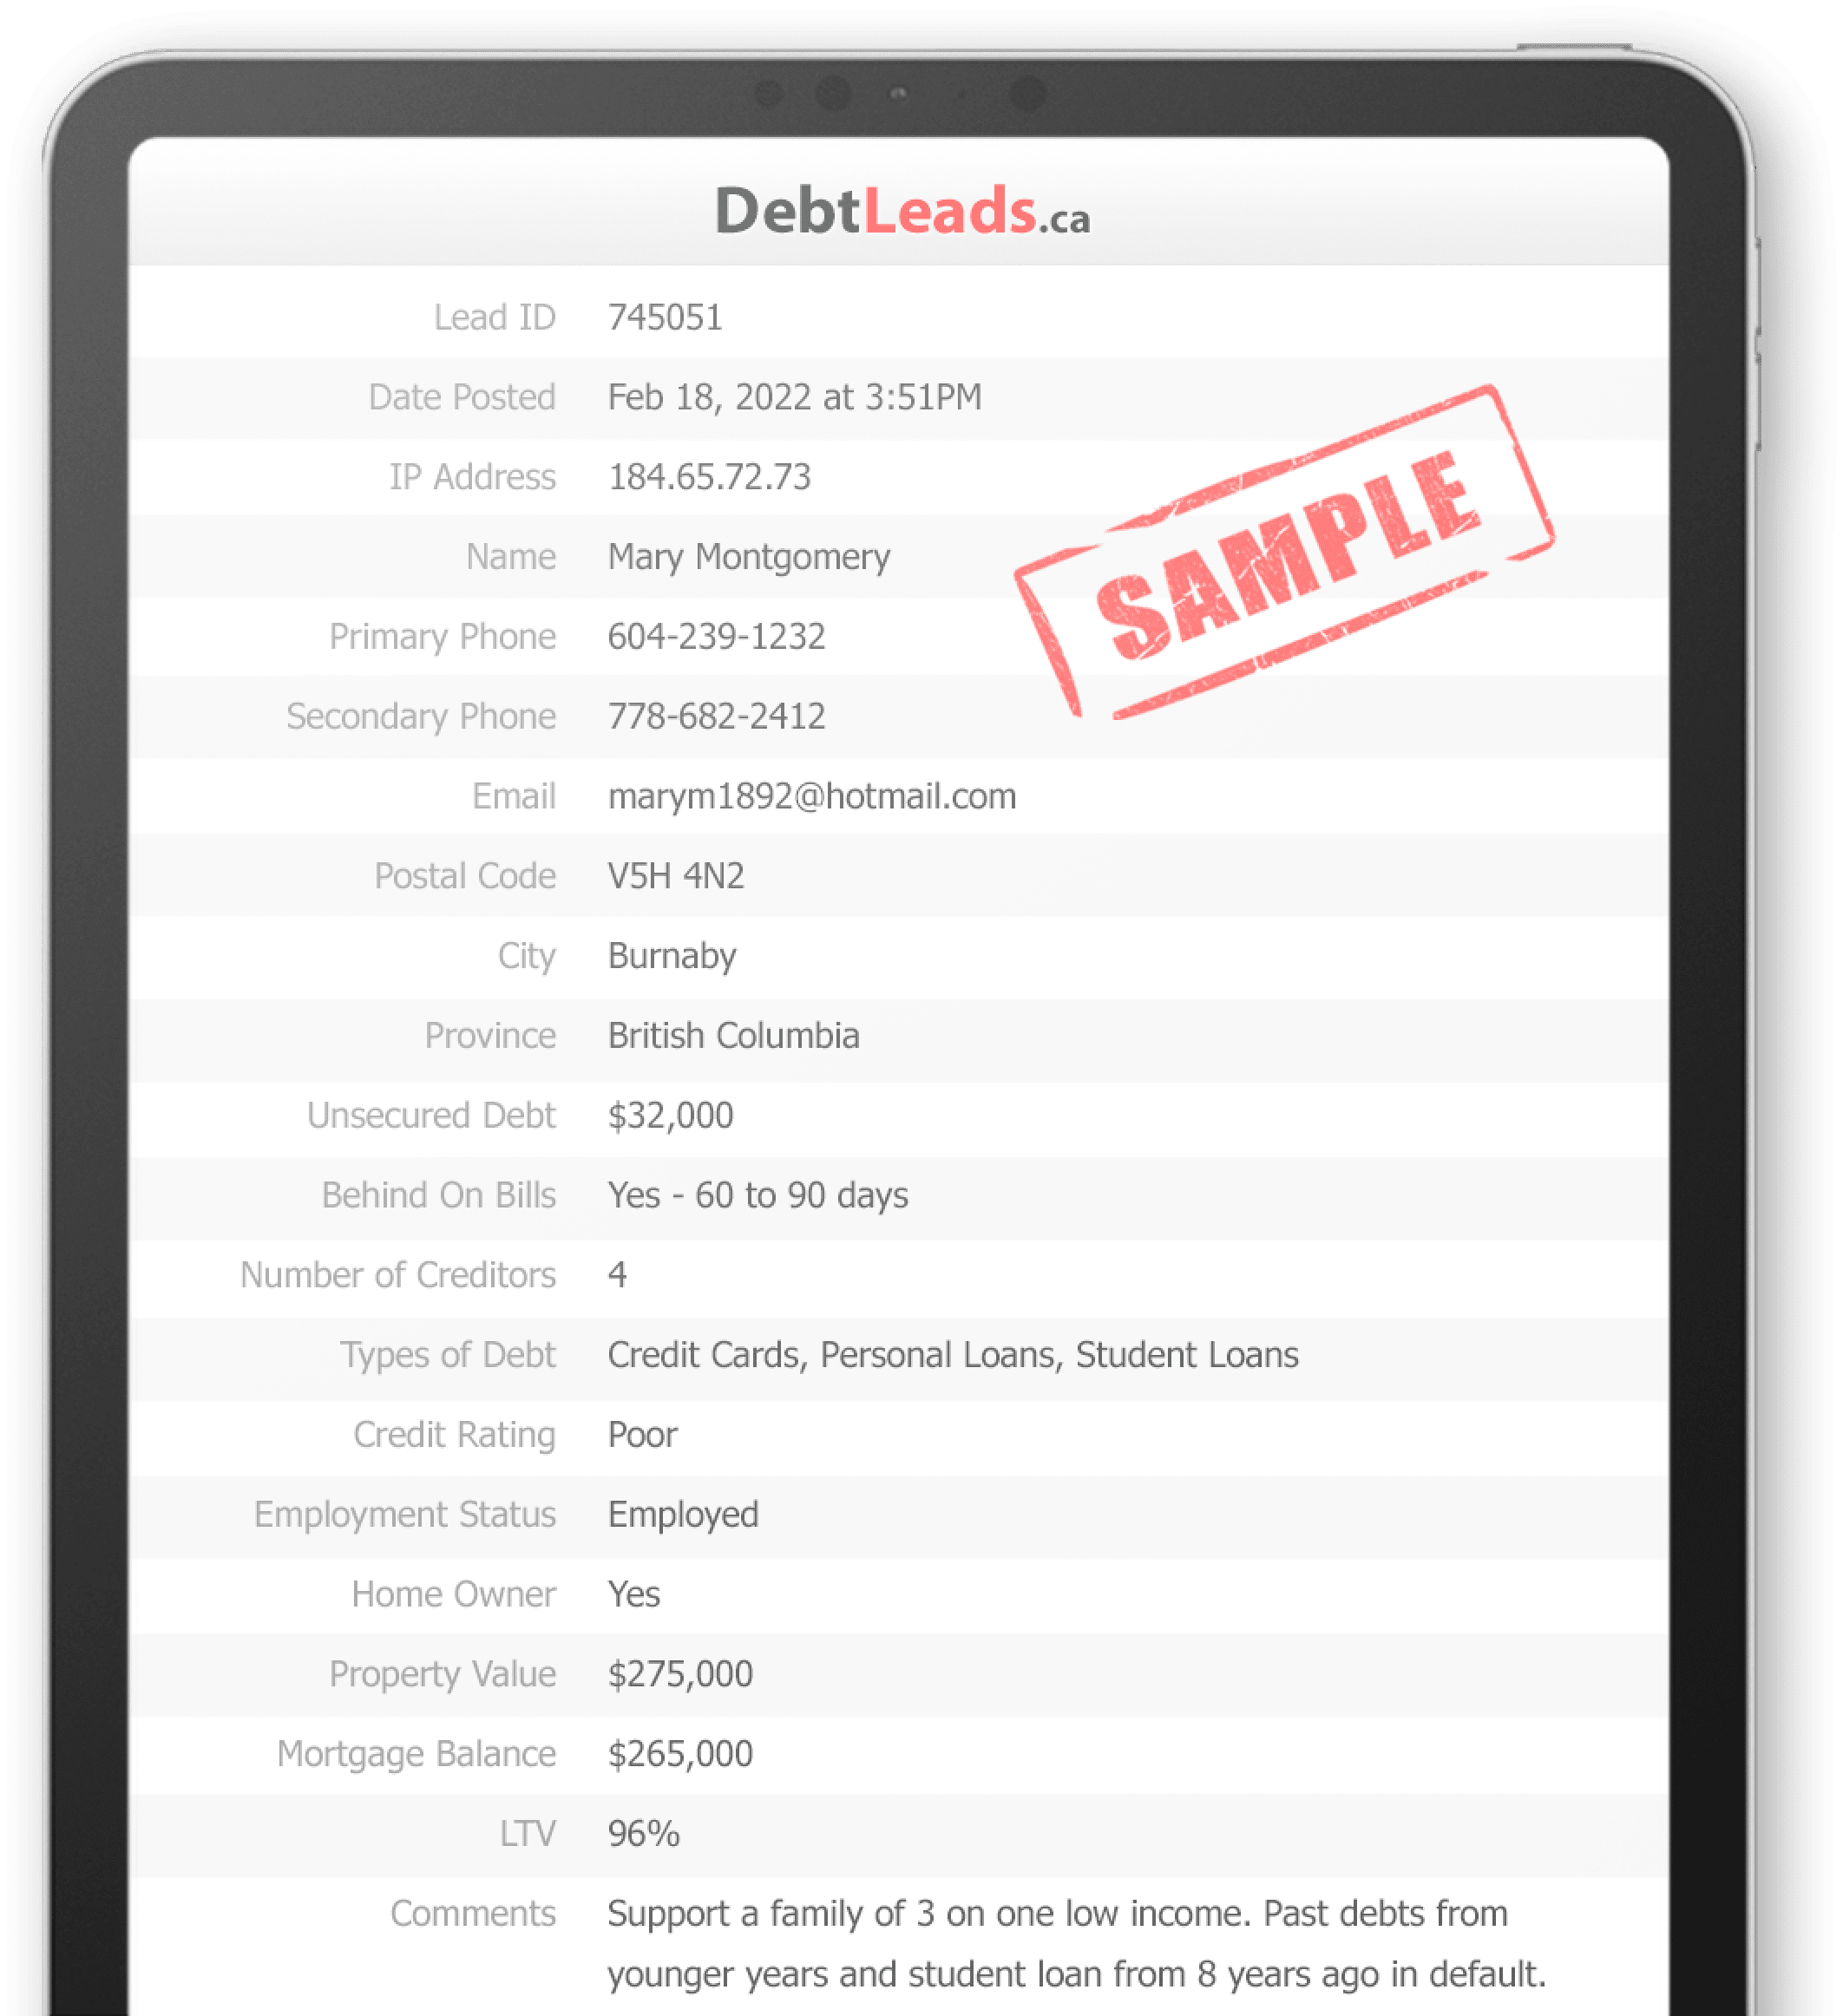 DebtLeads.ca
Lead ID 745051
Date Posted Feb 18, 2022 at 3:51PM
IP Address 184.65.72.73
SAMPLE
Name Mary Montgomery
Primary Phone 604-239-1232
Secondary Phone 778-682-2412
Email marym1892@hotmail.com
Postal Code V5H 4N2
City Burnaby
Province British Columbia
Unsecured Debt $32,000
Behind On Bills Yes - 60 to 90 days
Number of Creditors 4
Types of Debt Credit Cards, Personal Loans, Student Loans
Credit Rating Poor
Employment Status Employed
Home Owner Yes
Property Value $275,000
Mortgage Balance $265,000
LTV 96%
Comments Support a family of 3 on one low income. Past debts from
younger years and student loan from 8 years ago in default.